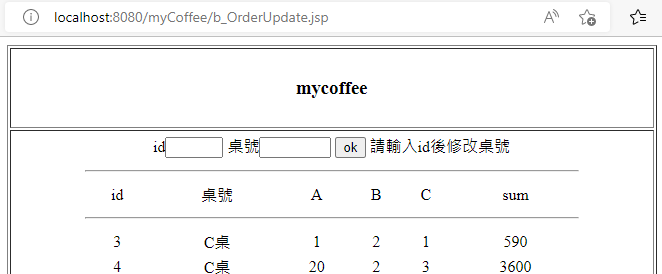 localhost:8080/myCoffee/b_OrderUpdate.jsp
mycoffee
id 桌號 ok 請輸入id後修改桌號
id 桌號 A B C sum
3 C桌 1 2 1 590
4 C桌 20 2 3 3600